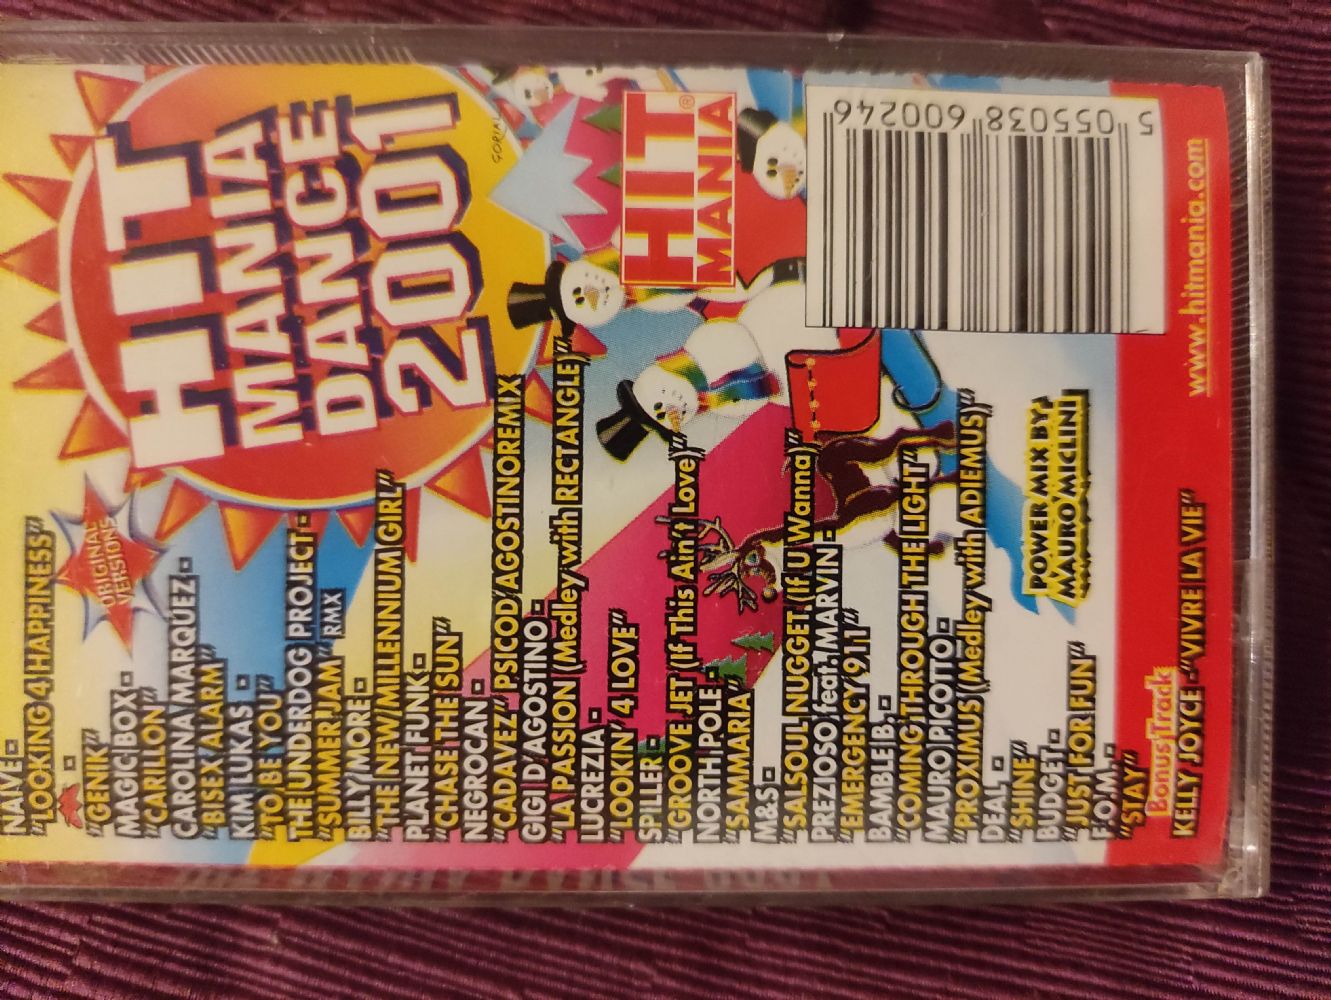 HIT
MANIA
DANCE
2001
GORIAL
ORIGINAL
VERSIONS
NAIVE -
"LOOKING 4 HAPPINESS"
-
"GENIK"
MAGIC BOX -
"CARILLON"
CAROLINA MARQUEZ -
"BISEX ALARM"
KIM LUKAS -
"TO BE YOU"
THE UNDERDOG PROJECT -
"SUMMER JAM" RMX
BILLY MORE -
"THE NEW MILLENNIUM GIRL"
PLANET FUNK -
"CHASE THE SUN"
NEGROCAN -
"CADAVEZ" PSICOD'AGOSTINOREMIX
GIGI D'AGOSTINO -
"LA PASSION (Medley with RECTANGLE)"
LUCREZIA -
"LOOKIN' 4 LOVE"
SPILLER -
"GROOVE JET (If This Ain't Love)"
NORTH POLE -
"SAMMARIA"
M&S -
"SALSOUL NUGGET (If U Wanna)"
PREZIOSO feat. MARVIN -
"EMERGENCY 911"
BAMBLE B. -
"COMING THROUGH THE LIGHT"
MAURO PICOTTO -
"PROXIMUS (Medley with ADIEMUS)"
DEAL -
"SHINE"
BUDGET -
"JUST FOR FUN"
F.O.M. -
"STAY"
Bonus Track
KELLY JOYCE - "VIVRE LA VIE"
POWER MIX BY
MAURO MICLINI
HIT
MANIA®
5 055038 600246
www.hitmania.com